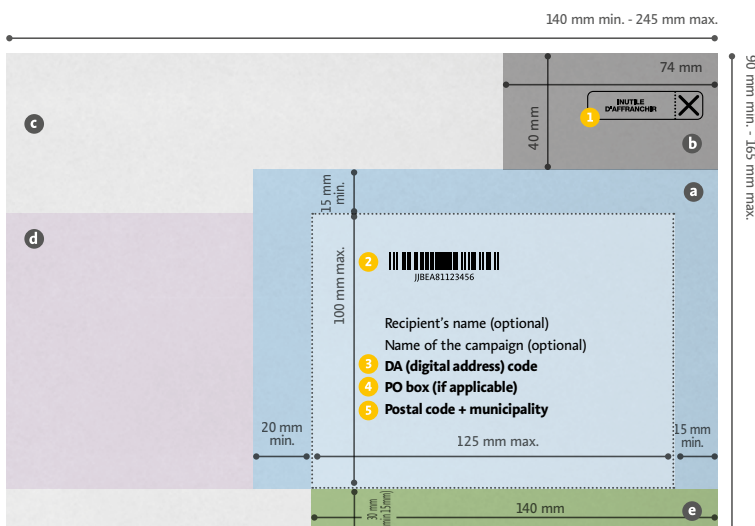 140 mm min. - 245 mm max.
90 mm min. - 165 mm max.
74 mm
INUTILE
D'AFFRANCHIR
1
40 mm
b
c
a
15 mm
min.
d
100 mm max.
2
JJBEA81123456
Recipient's name (optional)
Name of the campaign (optional)
3 DA (digital address) code
4 PO box (if applicable)
5 Postal code + municipality
20 mm
min.
125 mm max.
15 mm
min.
30 mm
min 15 mm)
140 mm
e